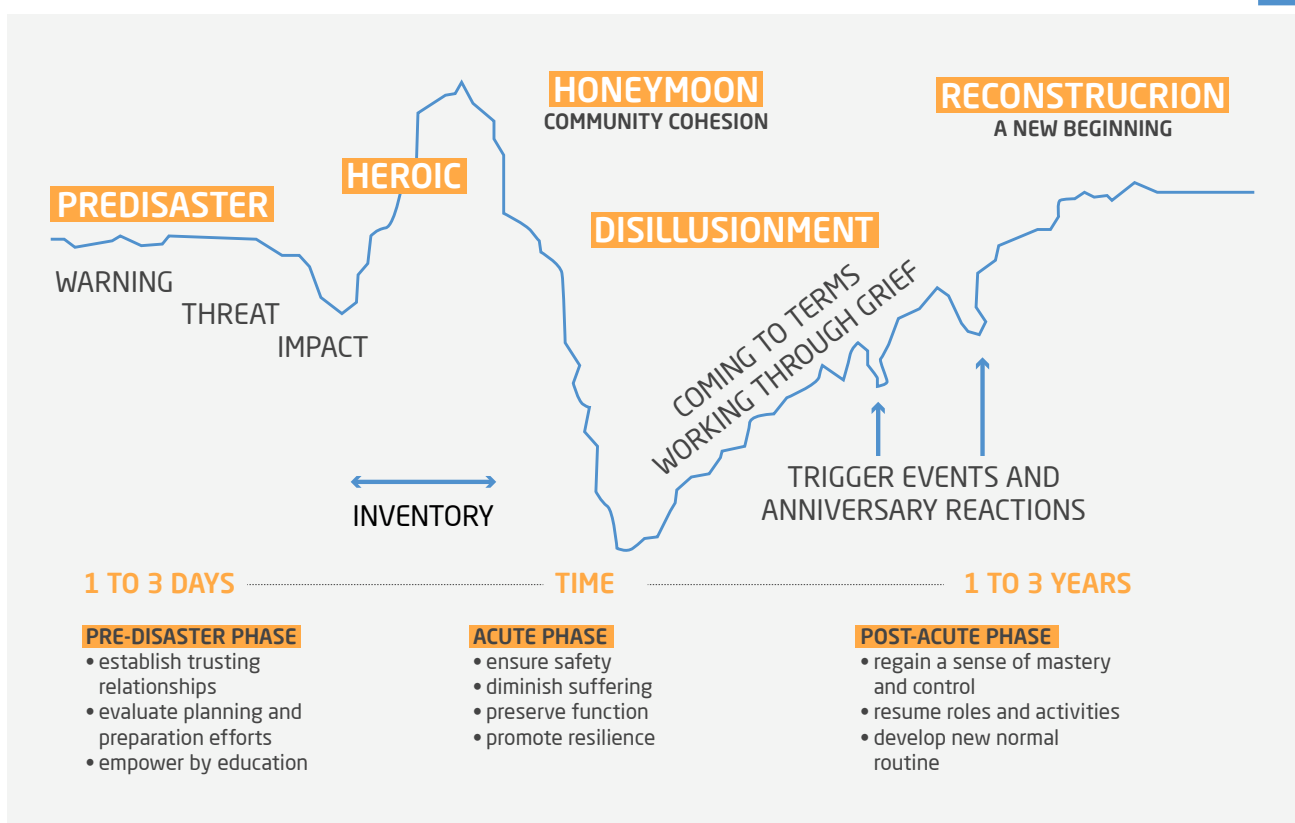 HONEYMOON
COMMUNITY COHESION
RECONSTRUCRION
A NEW BEGINNING
HEROIC
PREDISASTER
DISILLUSIONMENT
WARNING
THREAT
IMPACT
COMING TO TERMS
WORKING THROUGH GRIEF
INVENTORY
TRIGGER EVENTS AND
ANNIVERSARY REACTIONS
1 TO 3 DAYS
TIME
1 TO 3 YEARS
PRE-DISASTER PHASE
• establish trusting
relationships
• evaluate planning and
preparation efforts
• empower by education
ACUTE PHASE
• ensure safety
• diminish suffering
• preserve function
• promote resilience
POST-ACUTE PHASE
• regain a sense of mastery
and control
• resume roles and activities
• develop new normal
routine